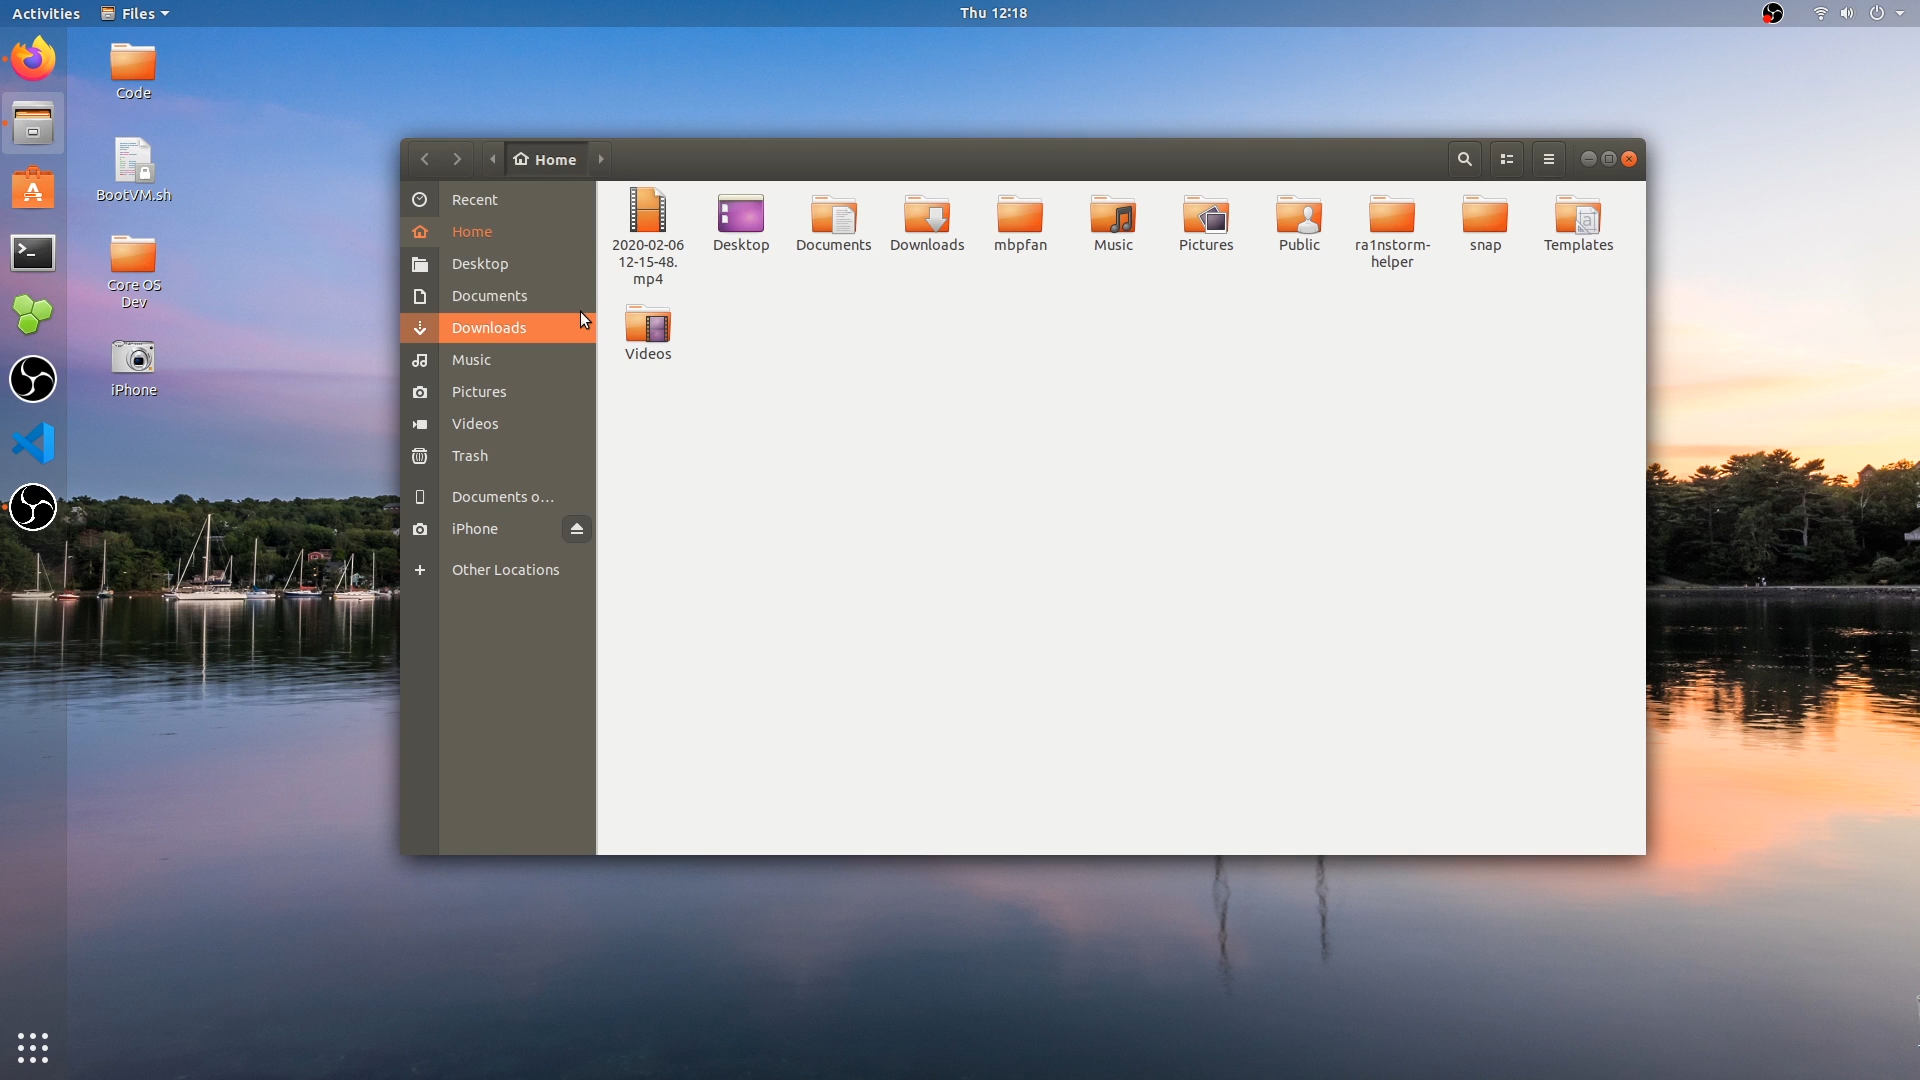 Activities
Files
Thu 12:18
Code
BootVM.sh
Core OS
Dev
iPhone
Home
Recent
Home
Desktop
Documents
Downloads
Music
Pictures
Videos
Trash
Documents o…
iPhone
Other Locations
2020-02-06
12-15-48.
mp4
Desktop
Documents
Downloads
mbpfan
Music
Pictures
Public
ra1nstorm-
helper
snap
Templates
Videos